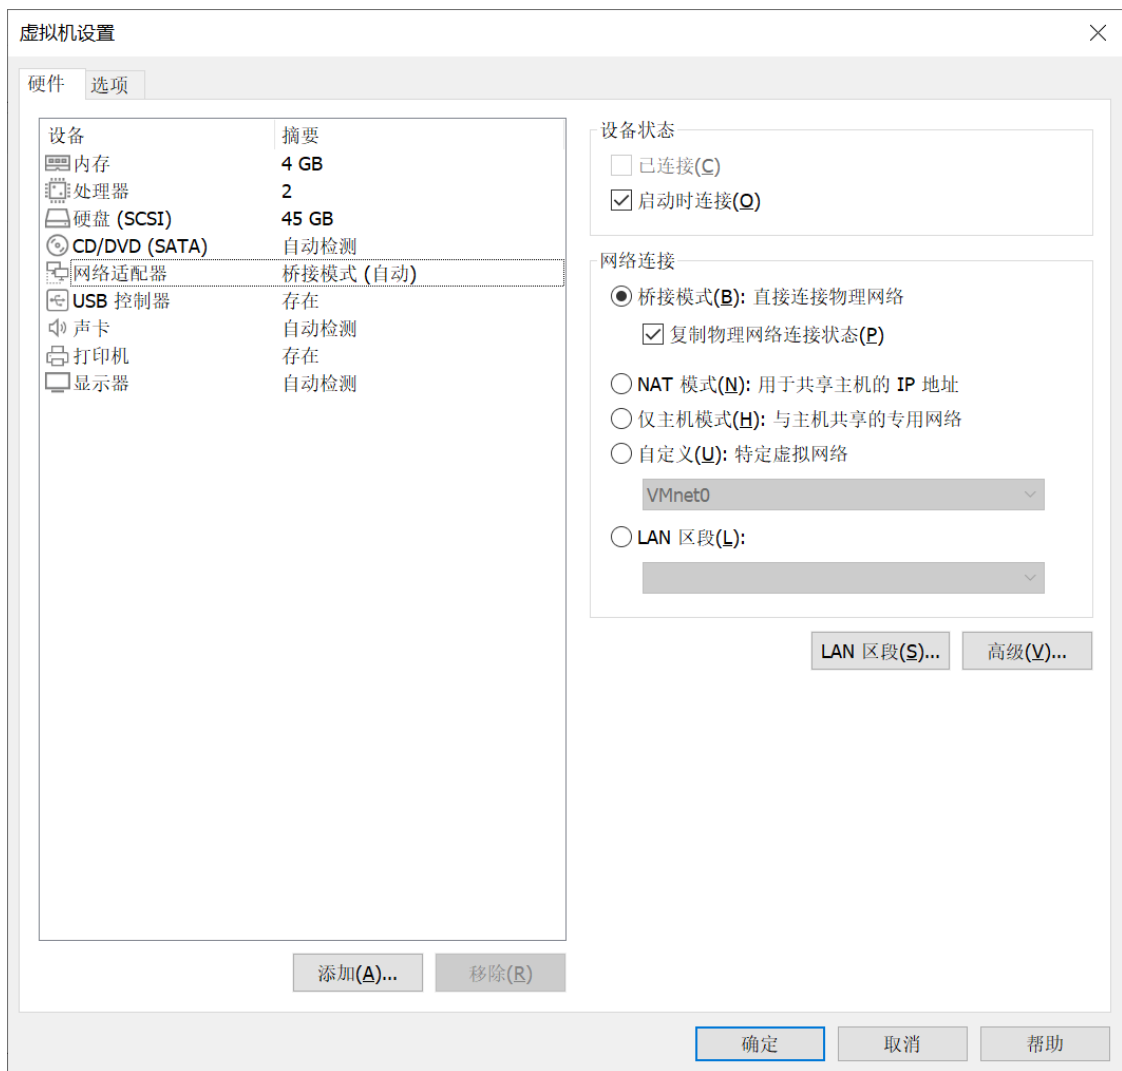 虚拟机设置
硬件 选项
设备 摘要
内存 4 GB
处理器 2
硬盘 (SCSI) 45 GB
CD/DVD (SATA) 自动检测
网络适配器 桥接模式 (自动)
USB 控制器 存在
声卡 自动检测
打印机 存在
显示器 自动检测
添加(A)... 移除(R)
设备状态
已连接(C)
启动时连接(O)
网络连接
桥接模式(B): 直接连接物理网络
复制物理网络连接状态(P)
NAT 模式(N): 用于共享主机的 IP 地址
仅主机模式(H): 与主机共享的专用网络
自定义(U): 特定虚拟网络
VMnet0
LAN 区段(L):
LAN 区段(S)... 高级(V)...
确定 取消 帮助